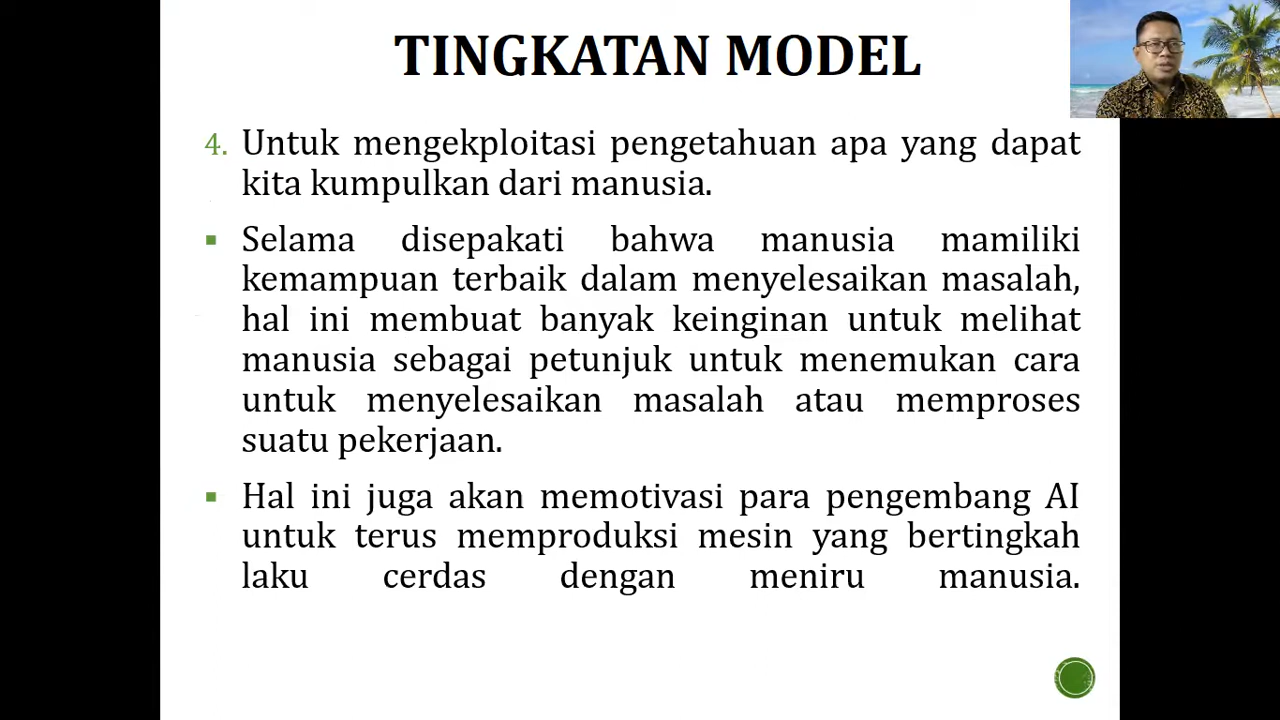 TINGKATAN MODEL
4. Untuk mengekploitasi pengetahuan apa yang dapat
kita kumpulkan dari manusia.
▪ Selama disepakati bahwa manusia mamiliki
kemampuan terbaik dalam menyelesaikan masalah,
hal ini membuat banyak keinginan untuk melihat
manusia sebagai petunjuk untuk menemukan cara
untuk menyelesaikan masalah atau memproses
suatu pekerjaan.
▪ Hal ini juga akan memotivasi para pengembang AI
untuk terus memproduksi mesin yang bertingkah
laku cerdas dengan meniru manusia.